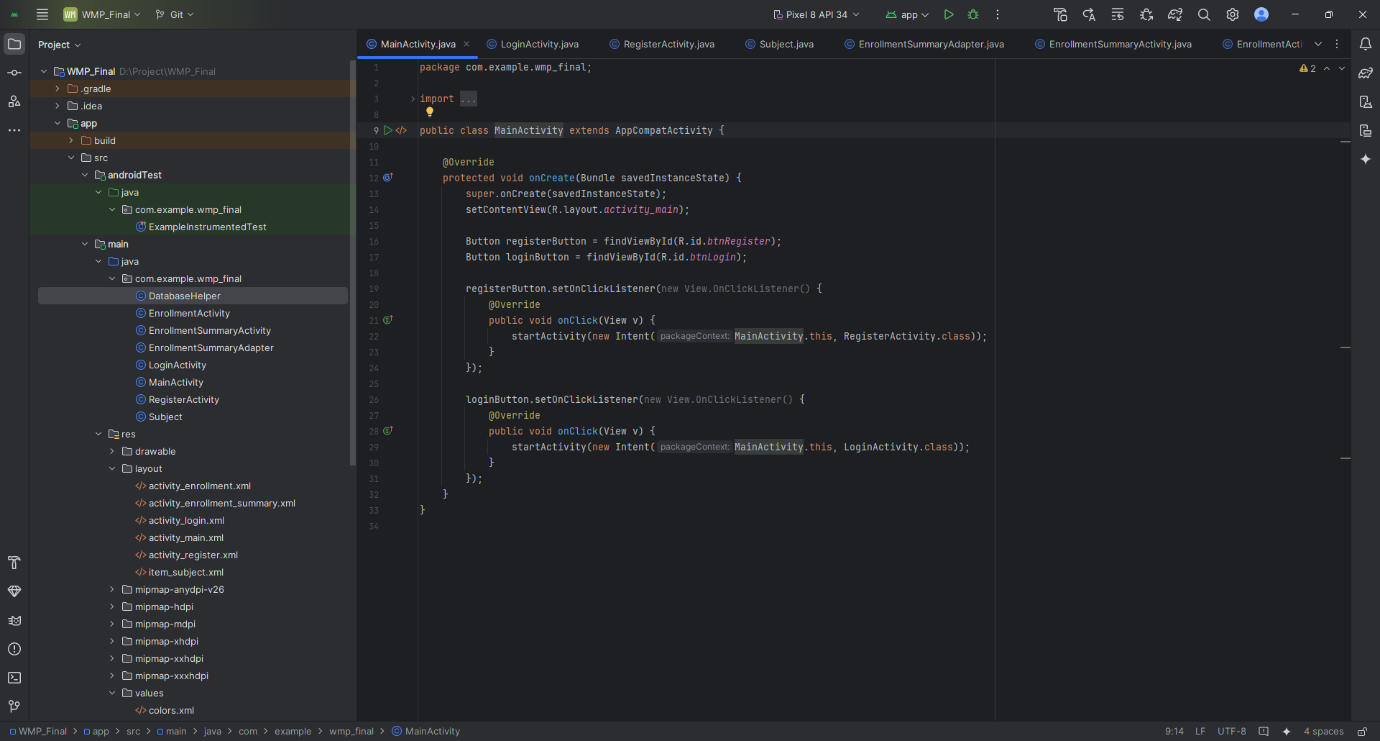 WM WMP_Final Git Pixel 8 API 34 app
Project
MainActivity.java LoginActivity.java RegisterActivity.java Subject.java EnrollmentSummaryAdapter.java EnrollmentSummaryActivity.java EnrollmentActi
WMP_Final D:\Project\WMP_Final
.gradle
.idea
app
build
src
androidTest
java
com.example.wmp_final
ExampleInstrumentedTest
main
java
com.example.wmp_final
DatabaseHelper
EnrollmentActivity
EnrollmentSummaryActivity
EnrollmentSummaryAdapter
LoginActivity
MainActivity
RegisterActivity
Subject
res
drawable
layout
activity_enrollment.xml
activity_enrollment_summary.xml
activity_login.xml
activity_main.xml
activity_register.xml
item_subject.xml
mipmap-anydpi-v26
mipmap-hdpi
mipmap-mdpi
mipmap-xhdpi
mipmap-xxhdpi
mipmap-xxxhdpi
values
colors.xml
2
1 package com.example.wmp_final;
2
3 import ...
8
9 public class MainActivity extends AppCompatActivity {
10
11 @Override
12 protected void onCreate(Bundle savedInstanceState) {
13 super.onCreate(savedInstanceState);
14 setContentView(R.layout.activity_main);
15
16 Button registerButton = findViewById(R.id.btnRegister);
17 Button loginButton = findViewById(R.id.btnLogin);
18
19 registerButton.setOnClickListener(new View.OnClickListener() {
20 @Override
21 public void onClick(View v) {
22 startActivity(new Intent( packageContext: MainActivity.this, RegisterActivity.class));
23 }
24 });
25
26 loginButton.setOnClickListener(new View.OnClickListener() {
27 @Override
28 public void onClick(View v) {
29 startActivity(new Intent( packageContext: MainActivity.this, LoginActivity.class));
30 }
31 });
32 }
33 }
34
WMP_Final > app > src > main > java > com > example > wmp_final > MainActivity 9:14 LF UTF-8 4 spaces